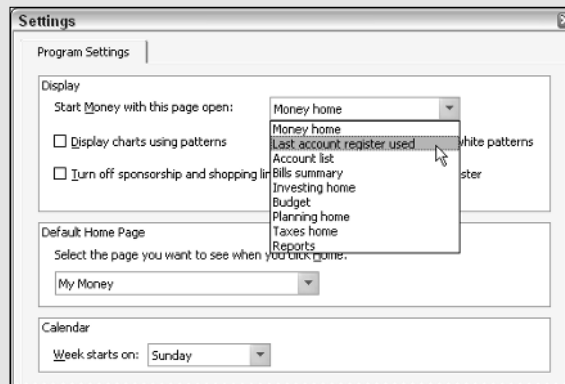 Settings
Program Settings
Display
Start Money with this page open:
Money home
Money home
Display charts using patterns
white patterns
Last account register used
Account list
Turn off sponsorship and shopping
Bills summary
Investing home
Budget
Planning home
Taxes home
Reports
Default Home Page
Select the page you want to see when you click Home:
My Money
Calendar
Week starts on:
Sunday